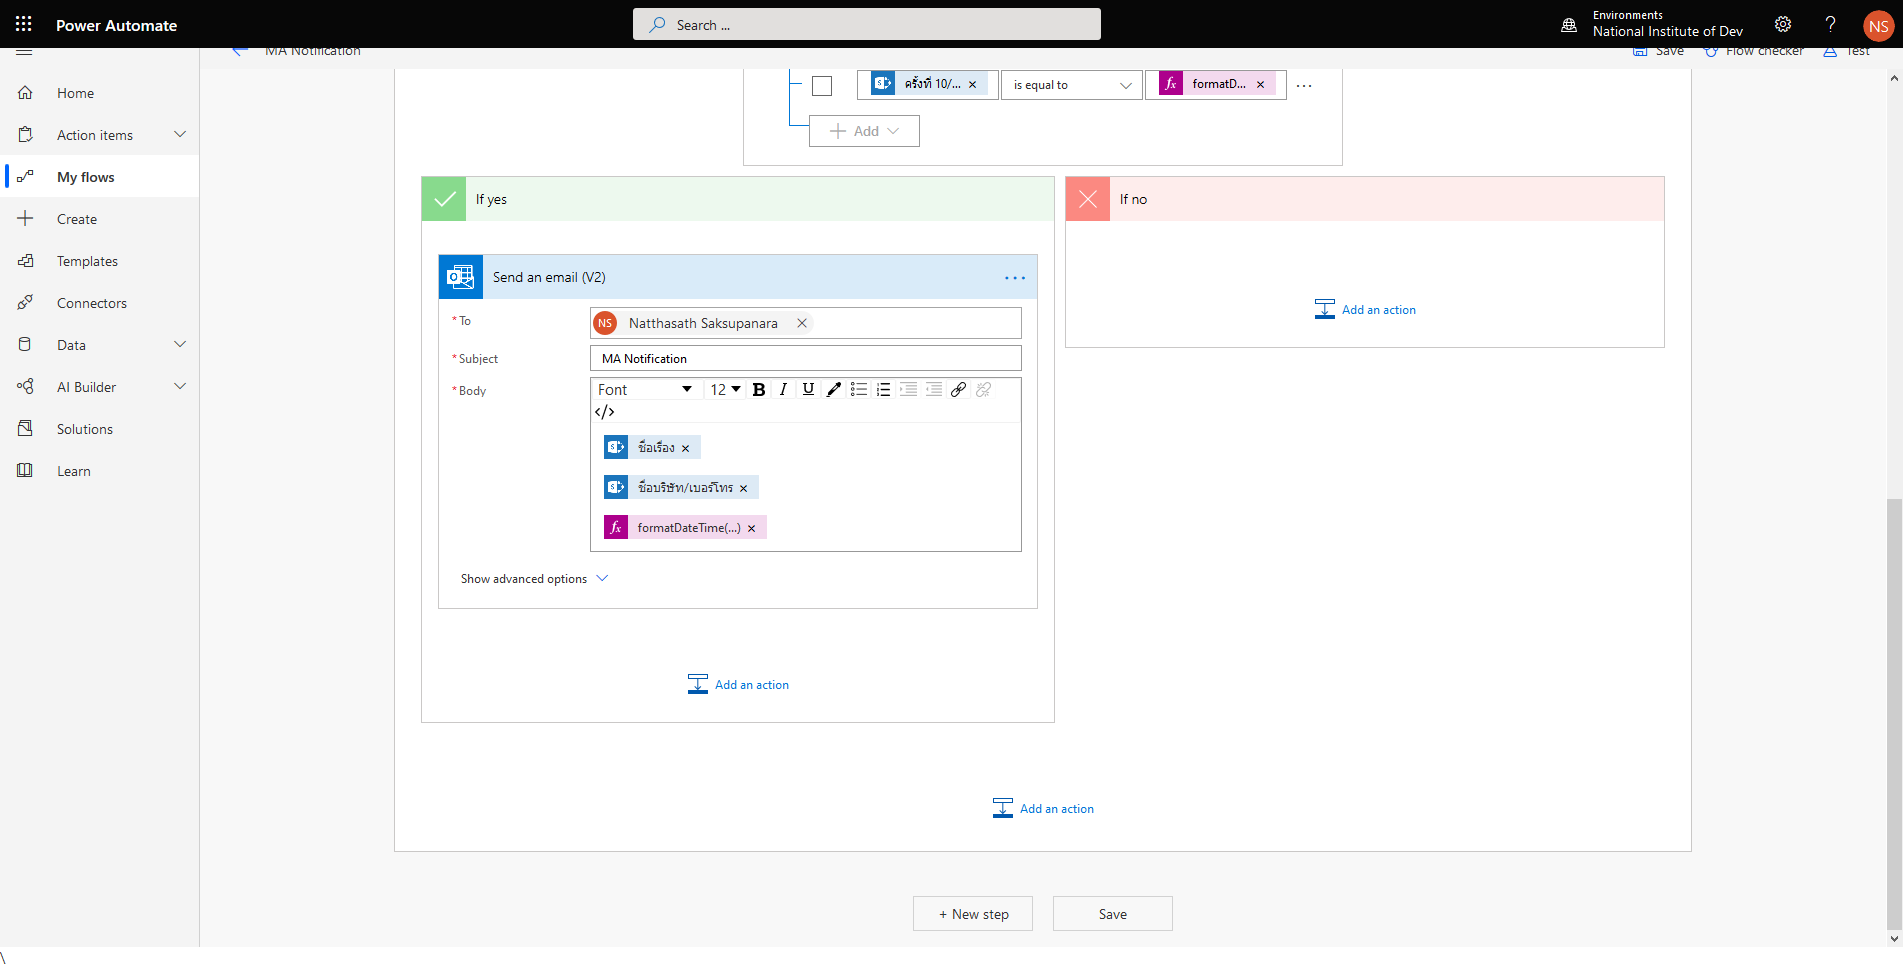 Power Automate
Search ...
Environments
National Institute of Dev
?
NS
MA Notification
Save
Flow checker
Test
Home
Action items
My flows
Create
Templates
Connectors
Data
AI Builder
Solutions
Learn
ครั้งที่ 10/... ×
is equal to
fx formatD... ×
...
+ Add
If yes
If no
Send an email (V2)
...
* To
NS Natthasath Saksupanara ×
* Subject
MA Notification
* Body
Font 12 B I U
</>
S ชื่อเรื่อง ×
S ชื่อบริษัท/เบอร์โทร ×
fx formatDateTime(...) ×
Show advanced options
Add an action
Add an action
Add an action
+ New step
Save
\